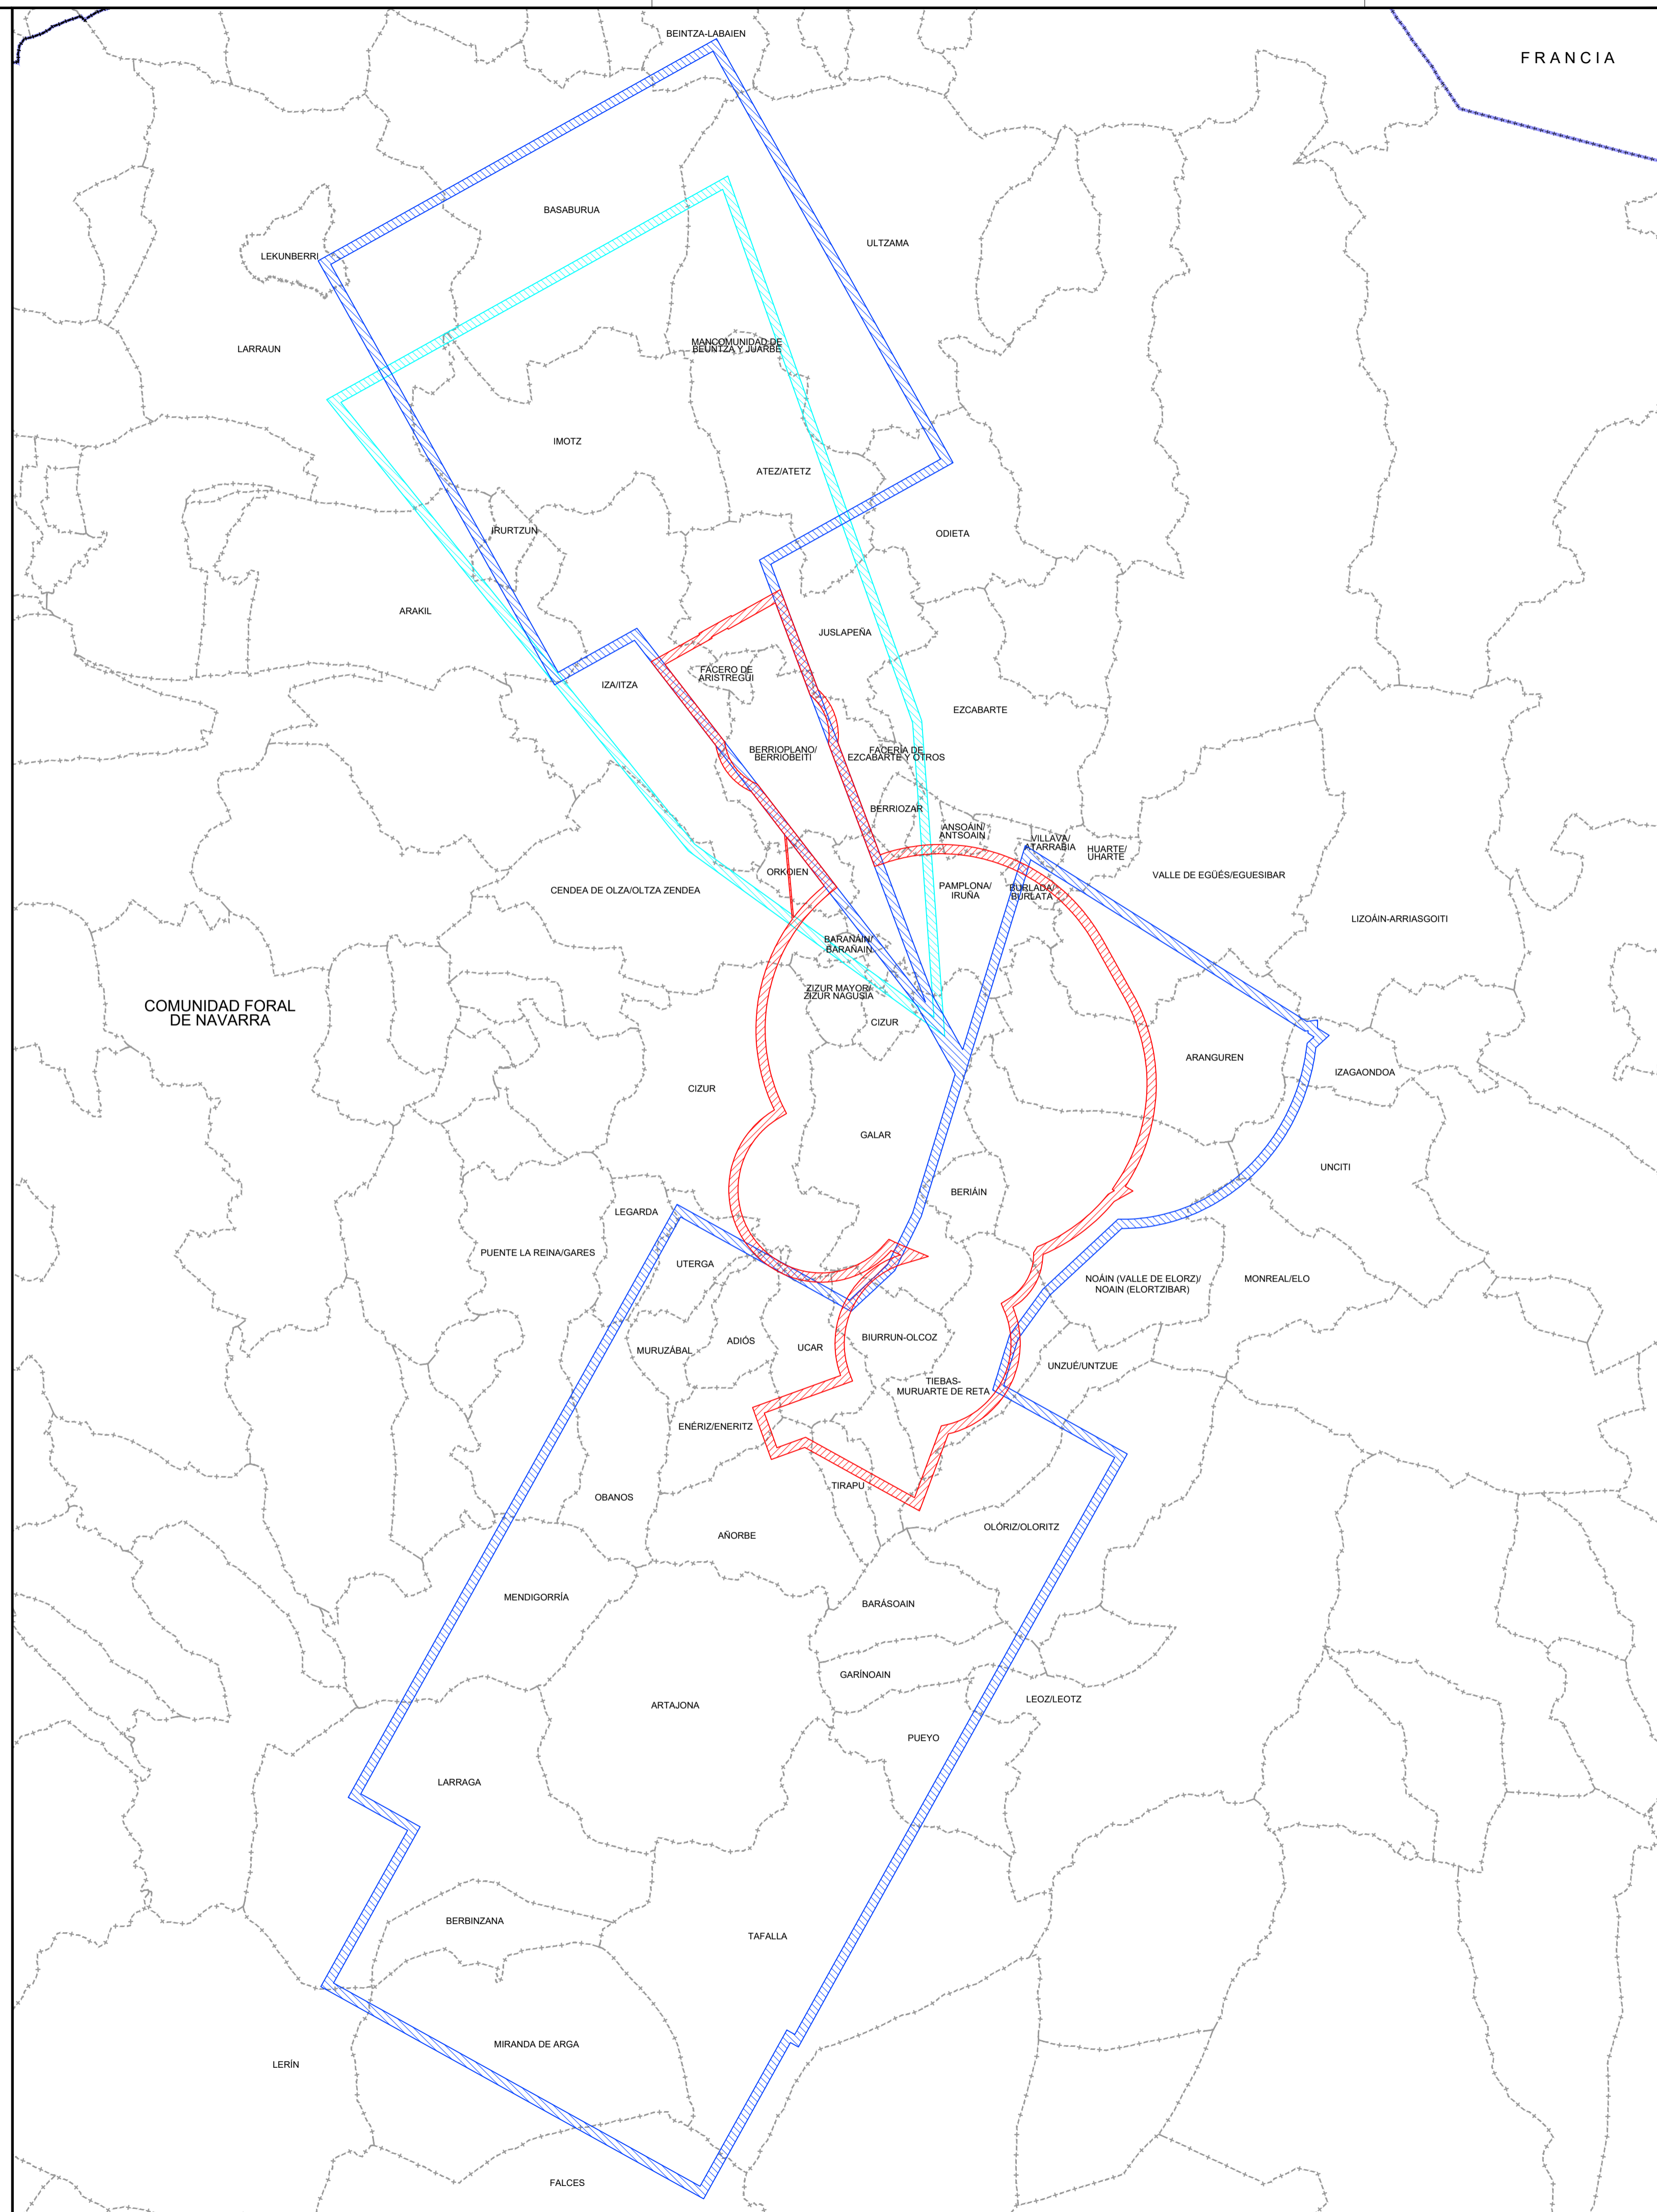 BEINTZA-LABAIEN
FRANCIA
BASABURUA
ULTZAMA
LEKUNBERRI
LARRAUN
MANCOMUNIDAD DE
BEUNTZA Y JUARBE
IMOTZ
ATEZ/ATETZ
IRURTZUN
ODIETA
ARAKIL
JUSLAPEÑA
FACERO DE
ARISTREGUI
IZA/ITZA
EZCABARTE
BERRIOPLANO/
BERRIOBEITI
FACERÍA DE
EZCABARTE Y OTROS
BERRIOZAR
ANSOÁIN/
ANTSOAIN
VILLAVA/
ATARRABIA
HUARTE/
UHARTE
ORKOIEN
VALLE DE EGÜÉS/EGUESIBAR
CENDEA DE OLZA/OLTZA ZENDEA
PAMPLONA/
IRUÑA
BURLADA/
BURLATA
LIZOÁIN-ARRIASGOITI
BARAÑÁIN/
BARAÑAIN
ZIZUR MAYOR/
ZIZUR NAGUSIA
CIZUR
COMUNIDAD FORAL
DE NAVARRA
ARANGUREN
IZAGAONDOA
CIZUR
GALAR
UNCITI
BERIÁIN
LEGARDA
PUENTE LA REINA/GARES
UTERGA
NOÁIN (VALLE DE ELORZ)/
NOAIN (ELORTZIBAR)
MONREAL/ELO
ADIÓS
BIURRUN-OLCOZ
UCAR
MURUZÁBAL
UNZUÉ/UNTZUE
TIEBAS-
MURUARTE DE RETA
ENÉRIZ/ENERITZ
TIRAPU
OBANOS
OLÓRIZ/OLORITZ
AÑORBE
MENDIGORRÍA
BARÁSOAIN
GARÍNOAIN
LEOZ/LEOTZ
ARTAJONA
PUEYO
LARRAGA
BERBINZANA
TAFALLA
MIRANDA DE ARGA
LERÍN
FALCES